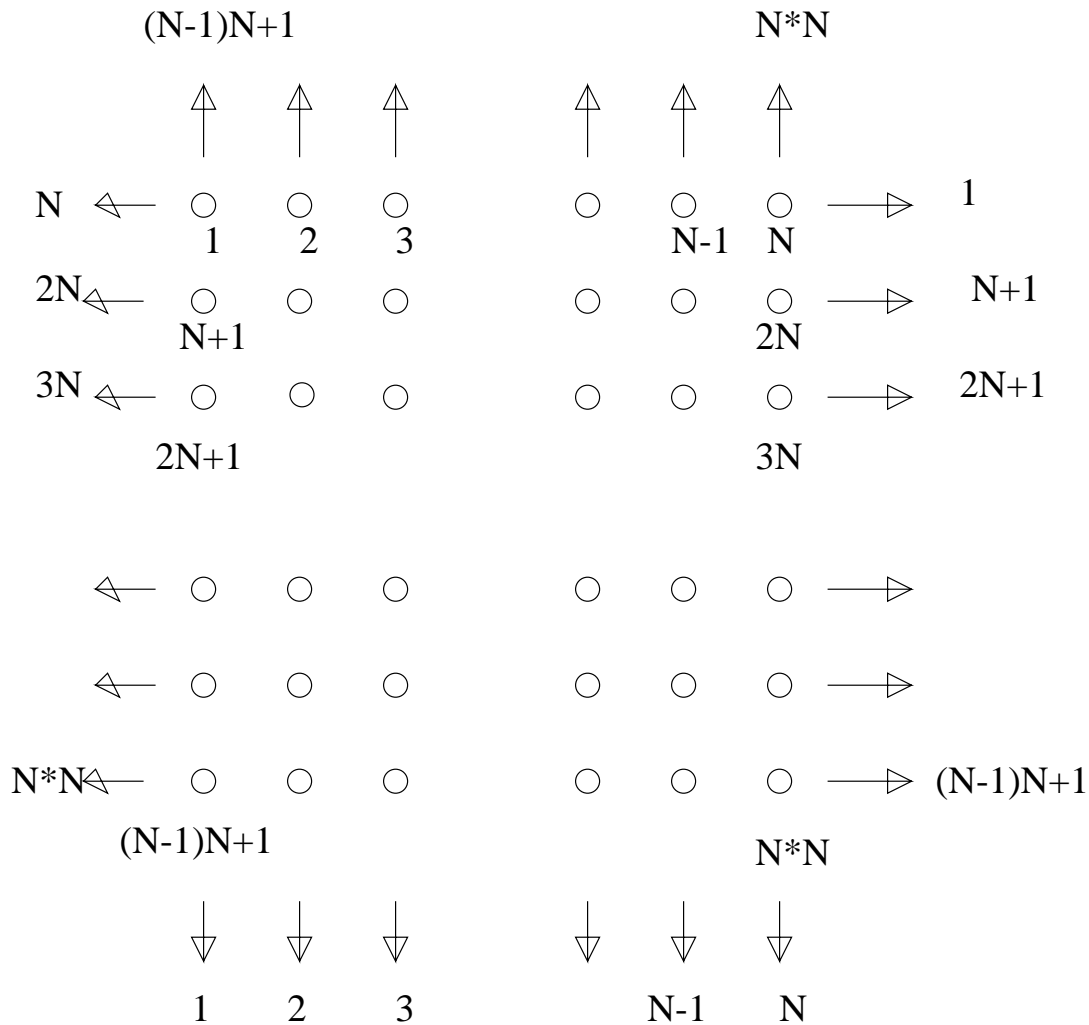 (N-1)N+1 N*N
N 1
1 2 3 N-1 N
2N N+1
N+1 2N
3N 2N+1
2N+1 3N
N*N (N-1)N+1
(N-1)N+1 N*N
1 2 3 N-1 N